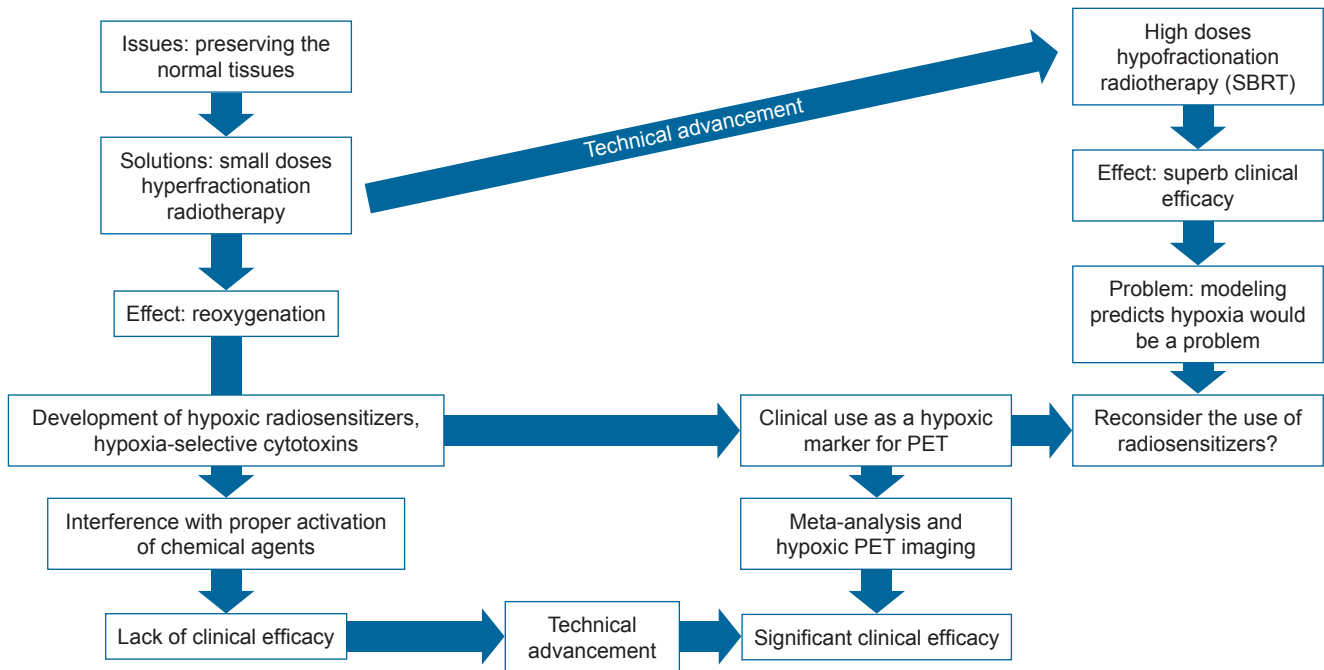 Issues: preserving the
normal tissues
Solutions: small doses
hyperfractionation
radiotherapy
Effect: reoxygenation
Development of hypoxic radiosensitizers,
hypoxia-selective cytotoxins
Interference with proper activation
of chemical agents
Lack of clinical efficacy
Technical
advancement
Technical advancement
Clinical use as a hypoxic
marker for PET
Meta-analysis and
hypoxic PET imaging
Significant clinical efficacy
High doses
hypofractionation
radiotherapy (SBRT)
Effect: superb clinical
efficacy
Problem: modeling
predicts hypoxia would
be a problem
Reconsider the use of
radiosensitizers?